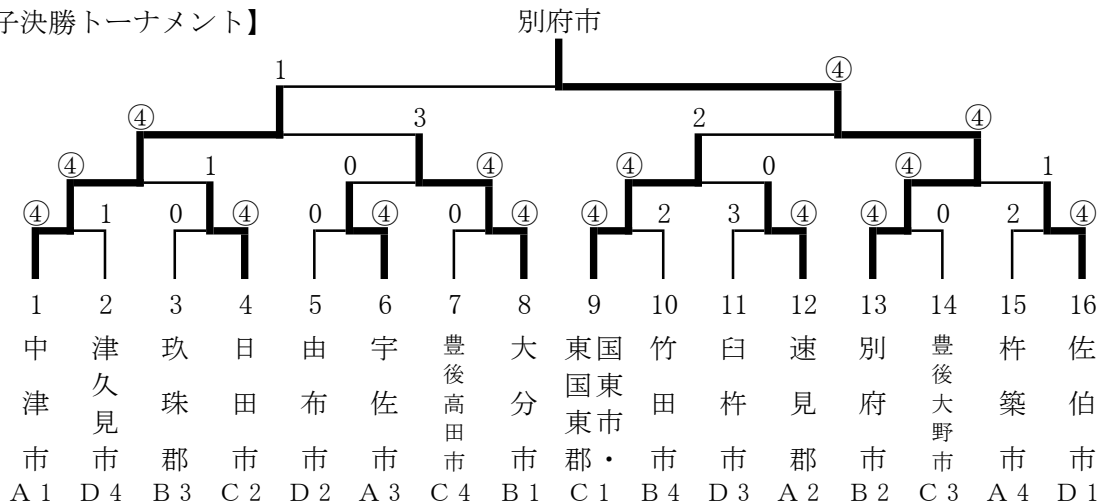 子決勝トーナメント】
別府市
1 ④
④ 3 2 ④
④ 1 0 ④ ④ 0 ④ 1
④ 1 0 ④ 0 ④ 0 ④ ④ 2 3 ④ ④ 0 2 ④
1 2 3 4 5 6 7 8 9 10 11 12 13 14 15 16
中津市
津久見市
玖珠郡
日田市
由布市
宇佐市
豊後高田市
大分市
国東市・
東国東郡
竹田市
臼杵市
速見郡
別府市
豊後大野市
杵築市
佐伯市
A1 D4 B3 C2 D2 A3 C4 B1 C1 B4 D3 A2 B2 C3 A4 D1